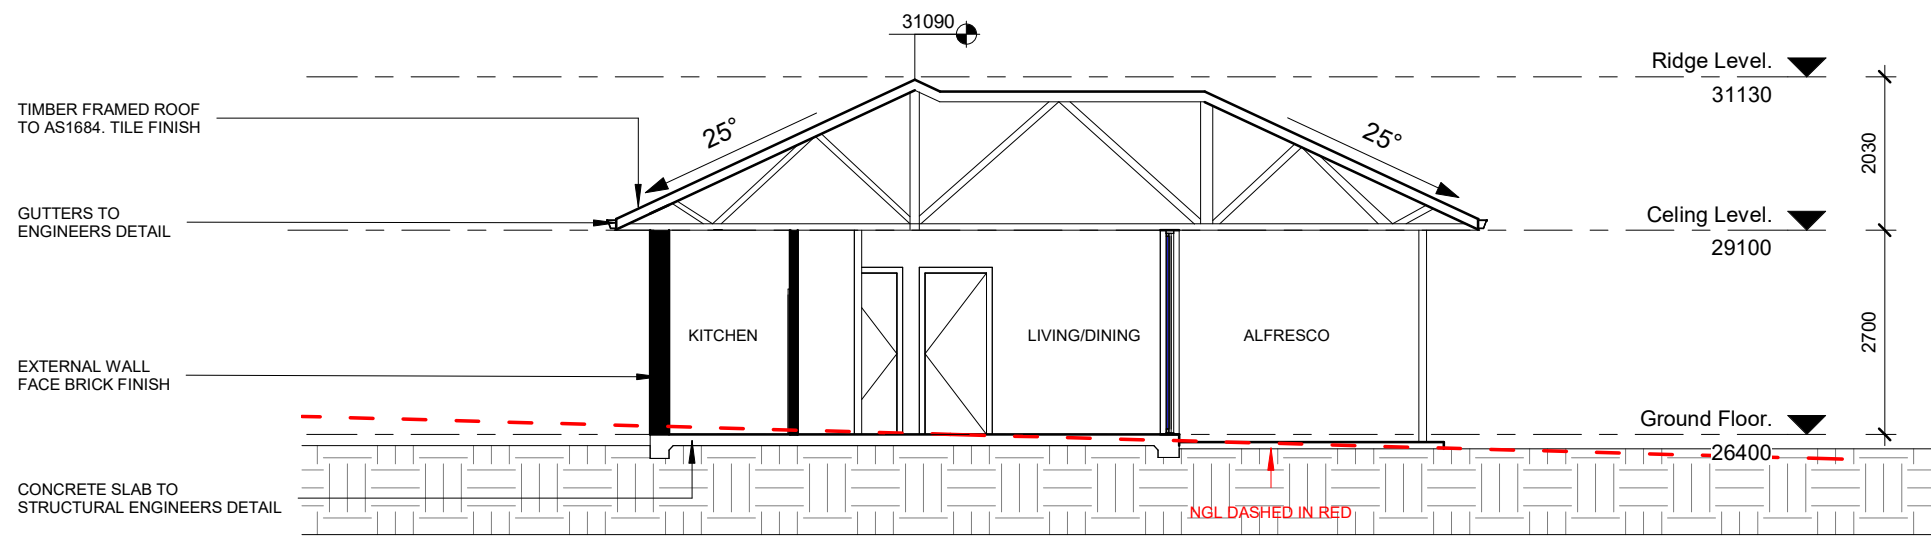 31090
Ridge Level.
31130
TIMBER FRAMED ROOF
TO AS1684. TILE FINISH
25°
25°
2030
GUTTERS TO
ENGINEERS DETAIL
Celing Level.
29100
KITCHEN
LIVING/DINING
ALFRESCO
2700
EXTERNAL WALL
FACE BRICK FINISH
Ground Floor.
26400
CONCRETE SLAB TO
STRUCTURAL ENGINEERS DETAIL
NGL DASHED IN RED